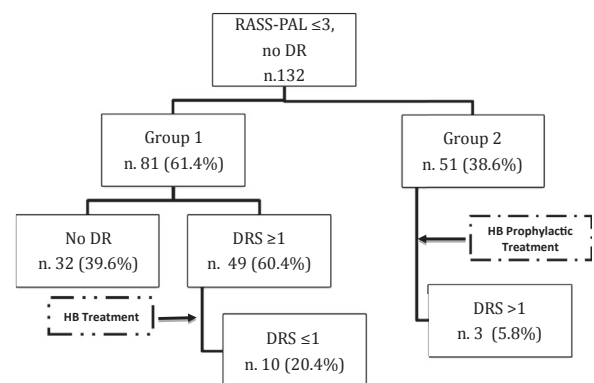 RASS-PAL ≤3,
no DR
n.132
Group 1
n. 81 (61.4%)
Group 2
n. 51 (38.6%)
No DR
n. 32 (39.6%)
DRS ≥1
n. 49 (60.4%)
HB Prophylactic
Treatment
HB Treatment
DRS ≤1
n. 10 (20.4%)
DRS >1
n. 3 (5.8%)